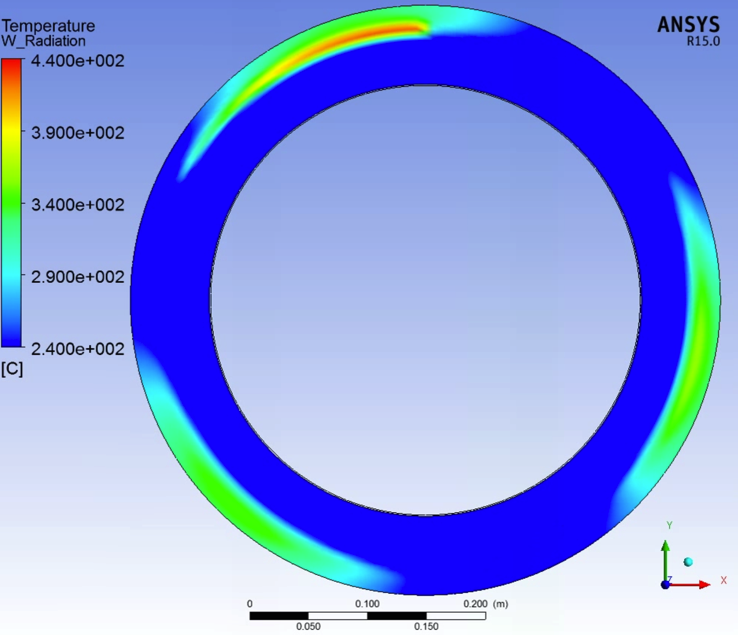 Temperature
W_Radiation
4.400e+002
3.900e+002
3.400e+002
2.900e+002
2.400e+002
[C]
ANSYS
R15.0
Y
Z
X
0 0.100 0.200 (m)
0.050 0.150